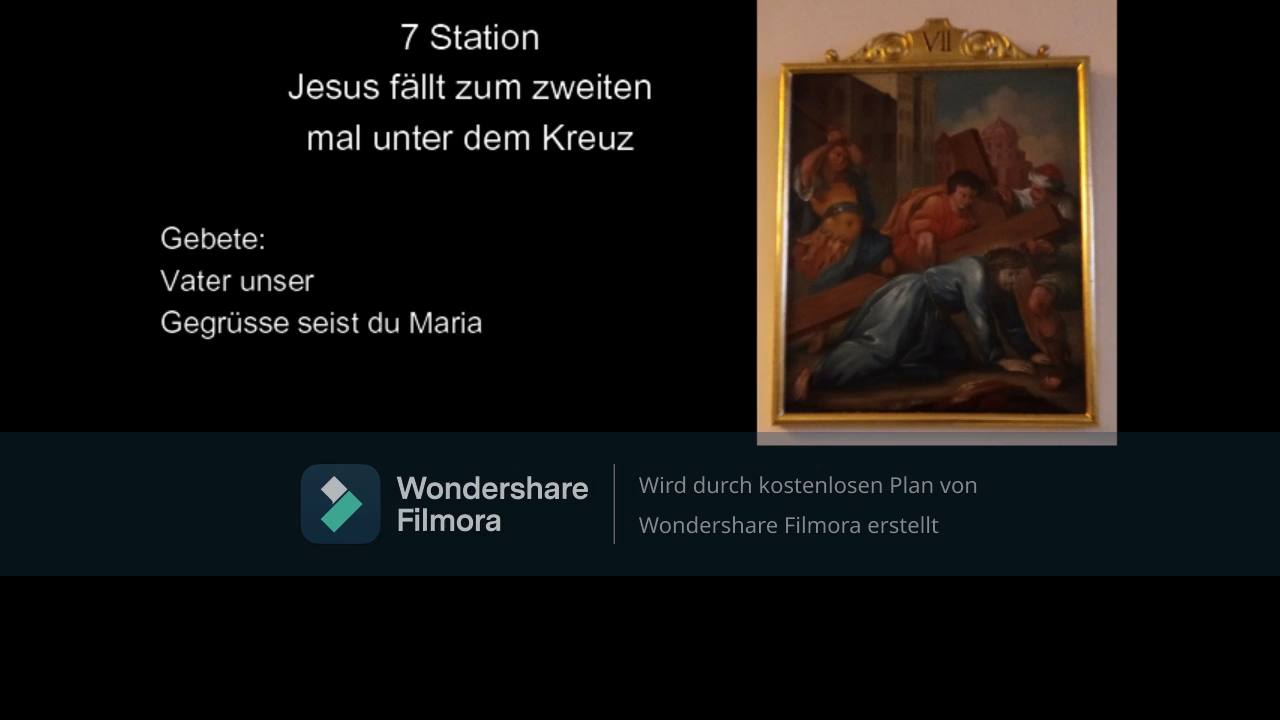 7 Station
Jesus fällt zum zweiten
mal unter dem Kreuz
VII
Gebete:
Vater unser
Gegrüsse seist du Maria
Wondershare
Filmora
Wird durch kostenlosen Plan von
Wondershare Filmora erstellt